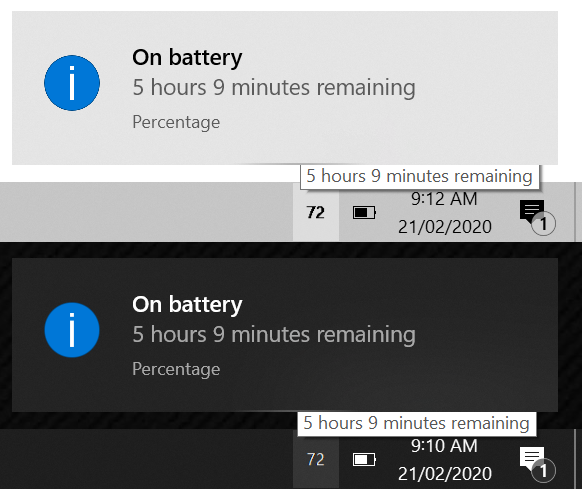 On battery
5 hours 9 minutes remaining
Percentage
5 hours 9 minutes remaining
72
9:12 AM
21/02/2020
1
On battery
5 hours 9 minutes remaining
Percentage
5 hours 9 minutes remaining
72
9:10 AM
21/02/2020
1